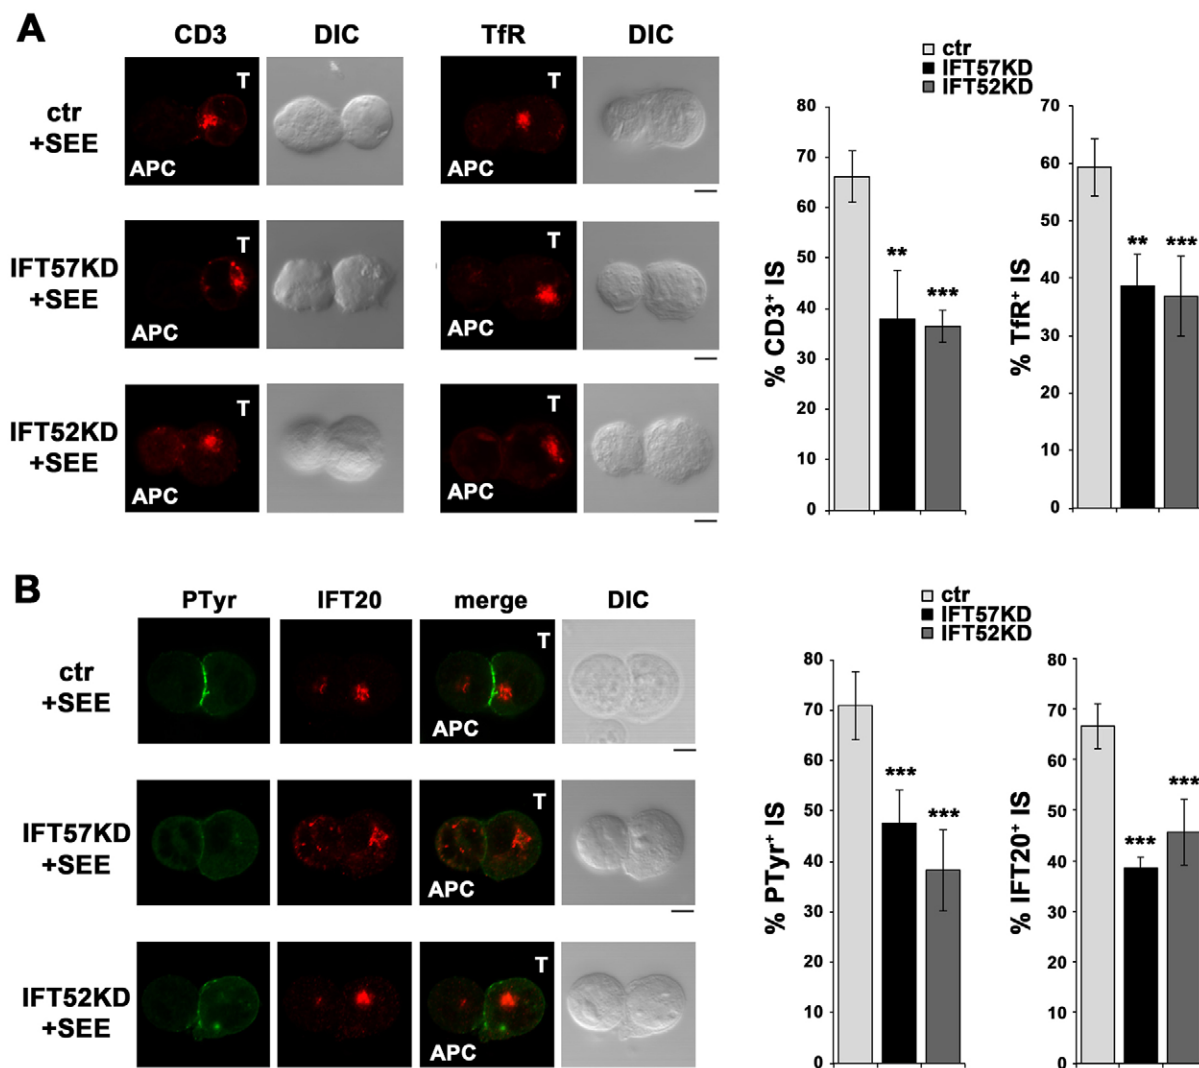 A
CD3 DIC TfR DIC
ctr
+SEE
T
APC
IFT57KD
+SEE
T
APC
T
APC
IFT52KD
+SEE
T
APC
T
APC
ctr
IFT57KD
IFT52KD
% CD3⁺ IS
80
70
60
50
40
30
20
10
0
**
***
% TfR⁺ IS
70
60
50
40
30
20
10
0
**
***
B
PTyr IFT20 merge DIC
ctr
+SEE
T
APC
IFT57KD
+SEE
T
APC
IFT52KD
+SEE
T
APC
ctr
IFT57KD
IFT52KD
% PTyr⁺ IS
80
70
60
50
40
30
20
10
0
***
***
% IFT20⁺ IS
80
70
60
50
40
30
20
10
0
***
***